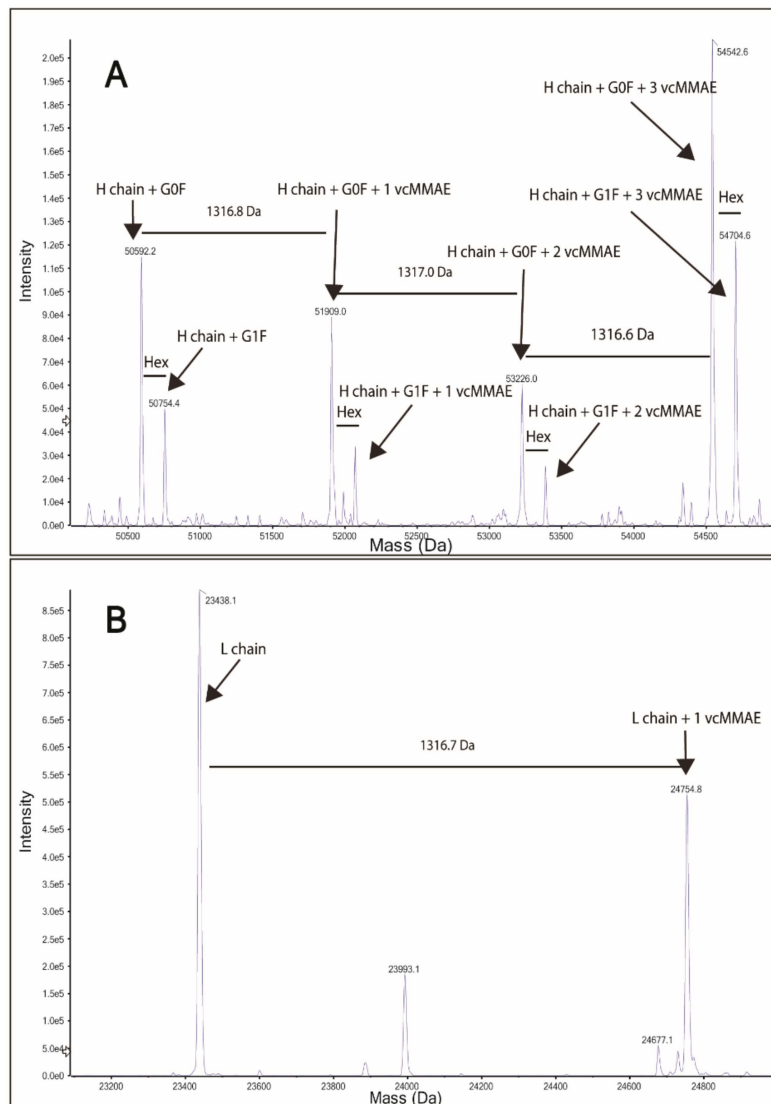 A
54542.6
H chain + G0F + 3 vcMMAE
H chain + G1F + 3 vcMMAE
Hex
54704.6
H chain + G0F
H chain + G0F + 1 vcMMAE
1316.8 Da
H chain + G0F + 2 vcMMAE
50592.2
1317.0 Da
51909.0
1316.6 Da
H chain + G1F
Hex
50754.4
53226.0
H chain + G1F + 1 vcMMAE
Hex
H chain + G1F + 2 vcMMAE
Hex
Intensity
2.0e5
1.8e5
1.6e5
1.5e5
1.4e5
1.2e5
1.0e5
9.0e4
8.0e4
7.0e4
6.0e4
5.0e4
4.0e4
3.0e4
2.0e4
1.0e4
0.0e0
50500 51000 51500 52000 52500 53000 53500 54000 54500
Mass (Da)
B
23438.1
L chain
L chain + 1 vcMMAE
1316.7 Da
24754.8
23993.1
24677.1
Intensity
8.5e5
8.0e5
7.5e5
7.0e5
6.5e5
6.0e5
5.5e5
5.0e5
4.5e5
4.0e5
3.5e5
3.0e5
2.5e5
2.0e5
1.5e5
1.0e5
5.0e4
0.0e0
23200 23400 23600 23800 24000 24200 24400 24600 24800
Mass (Da)